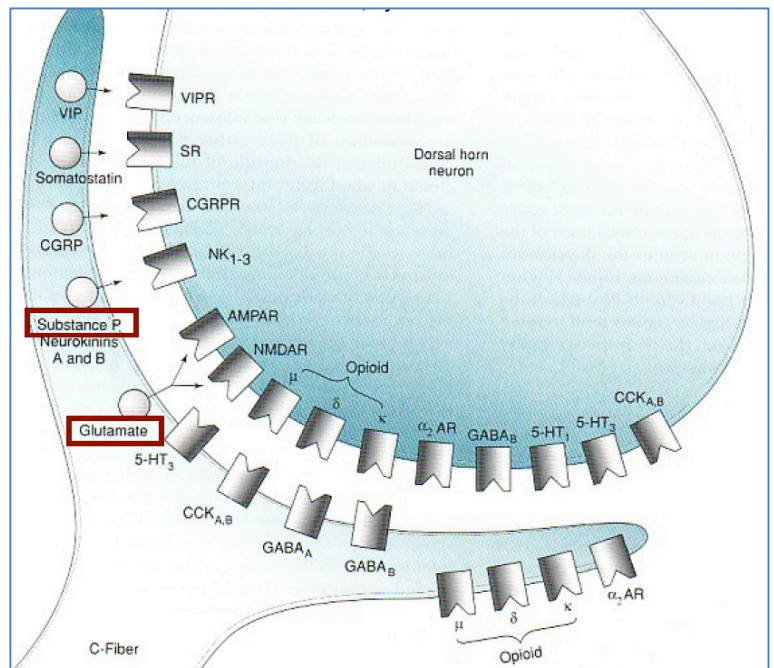 VIP
VIPR
Somatostatin
SR
Dorsal horn
neuron
CGRP
CGRPR
NK1-3
Substance P
Neurokinins
A and B
AMPAR
NMDAR
Glutamate
Opioid
μ
δ
κ
α2 AR
GABAB
5-HT1
5-HT3
CCKA,B
5-HT3
CCKA,B
GABAA
GABAB
μ
δ
κ
α2 AR
Opioid
C-Fiber